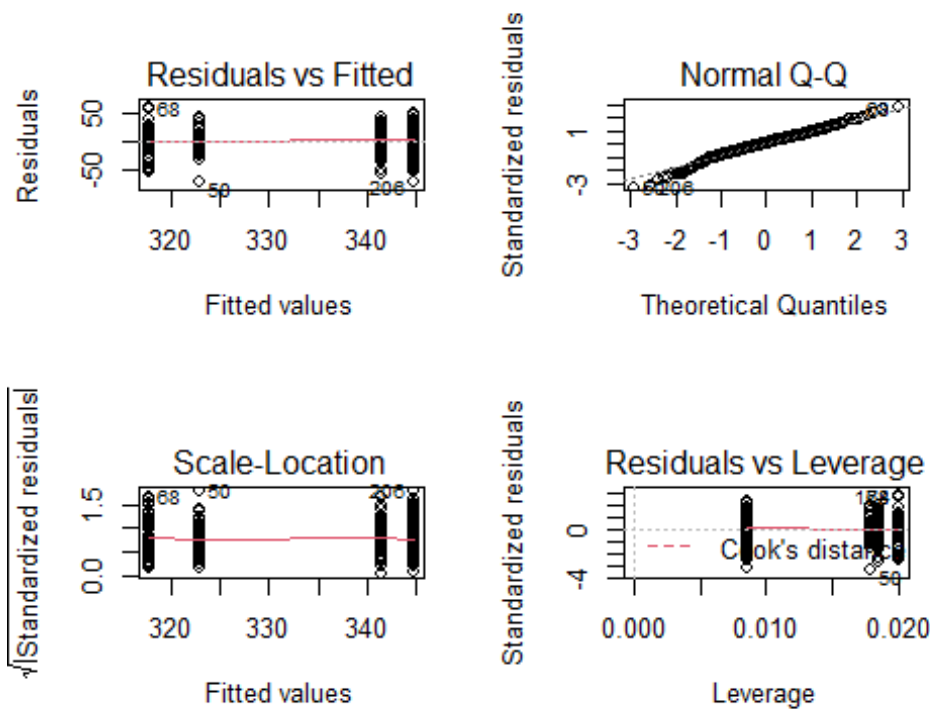 Residuals vs Fitted
Residuals
50
-50
68
50
206
320 330 340
Fitted values
Normal Q-Q
Standardized residuals
1
-3
206
-3 -2 -1 0 1 2 3
Theoretical Quantiles
Scale-Location
√|Standardized residuals|
1.5
0.0
68
50
206
320 330 340
Fitted values
Residuals vs Leverage
Standardized residuals
0
-4
Cook's distance
50
0.000 0.010 0.020
Leverage